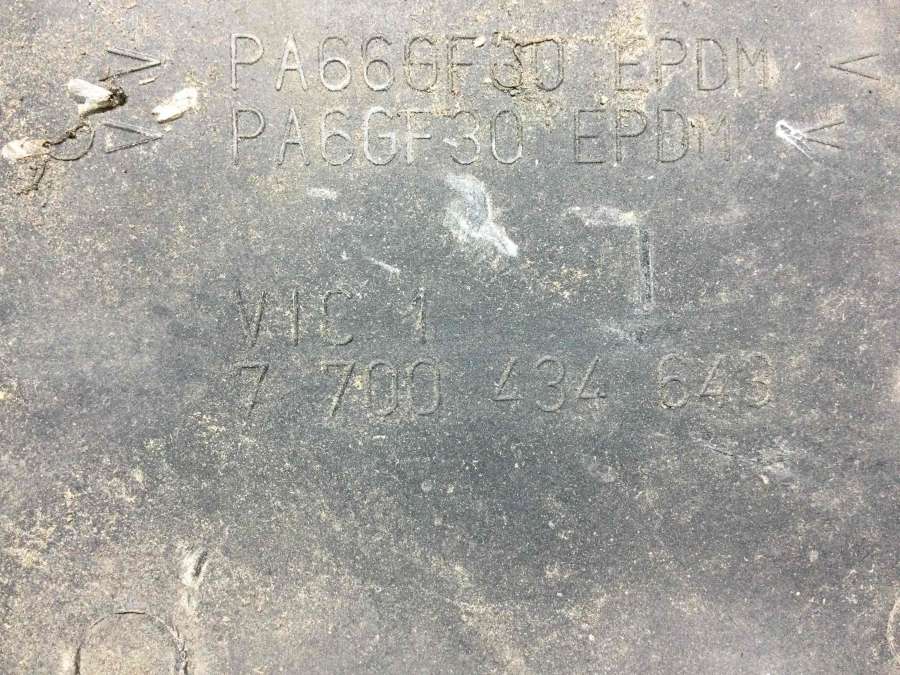 > PA66GF30 EPDM <
> PA6GF30 EPDM <
VIC 1
7 700 434 643